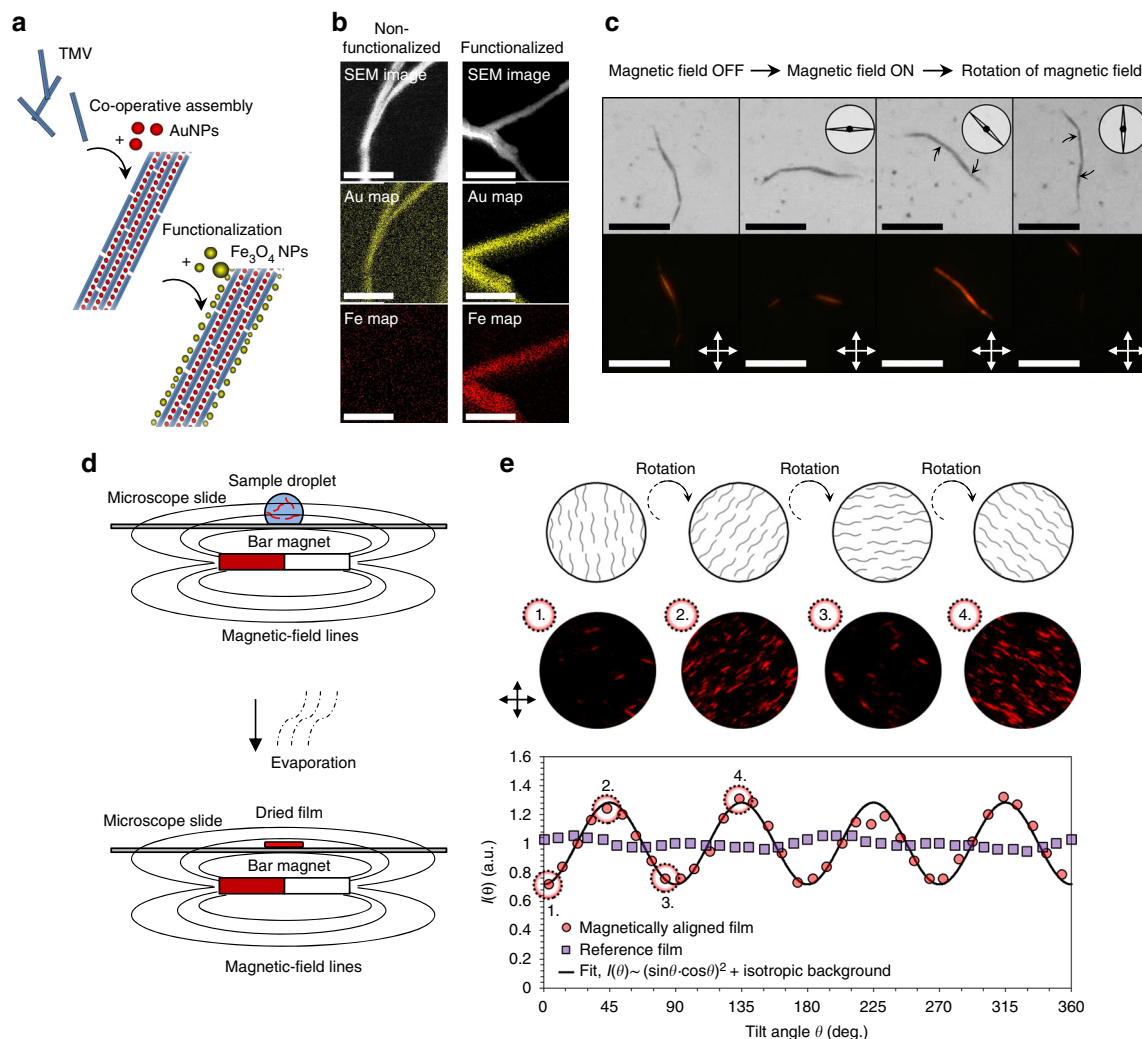 a
TMV
Co-operative assembly
+
AuNPs
Functionalization
+
Fe₃O₄ NPs
b
Non-
functionalized
Functionalized
SEM image
SEM image
Au map
Au map
Fe map
Fe map
c
Magnetic field OFF → Magnetic field ON → Rotation of magnetic field
d
Sample droplet
Microscope slide
Bar magnet
Magnetic-field lines
Evaporation
Dried film
Microscope slide
Bar magnet
Magnetic-field lines
e
Rotation
Rotation
Rotation
1.
2.
3.
4.
1.6
1.4
1.2
1
0.8
0.6
0.4
0.2
0
I(θ) (a.u.)
1.
2.
3.
4.
Magnetically aligned film
Reference film
Fit, I(θ)~ (sinθ·cosθ)² + isotropic background
0 45 90 135 180 225 270 315 360
Tilt angle θ (deg.)